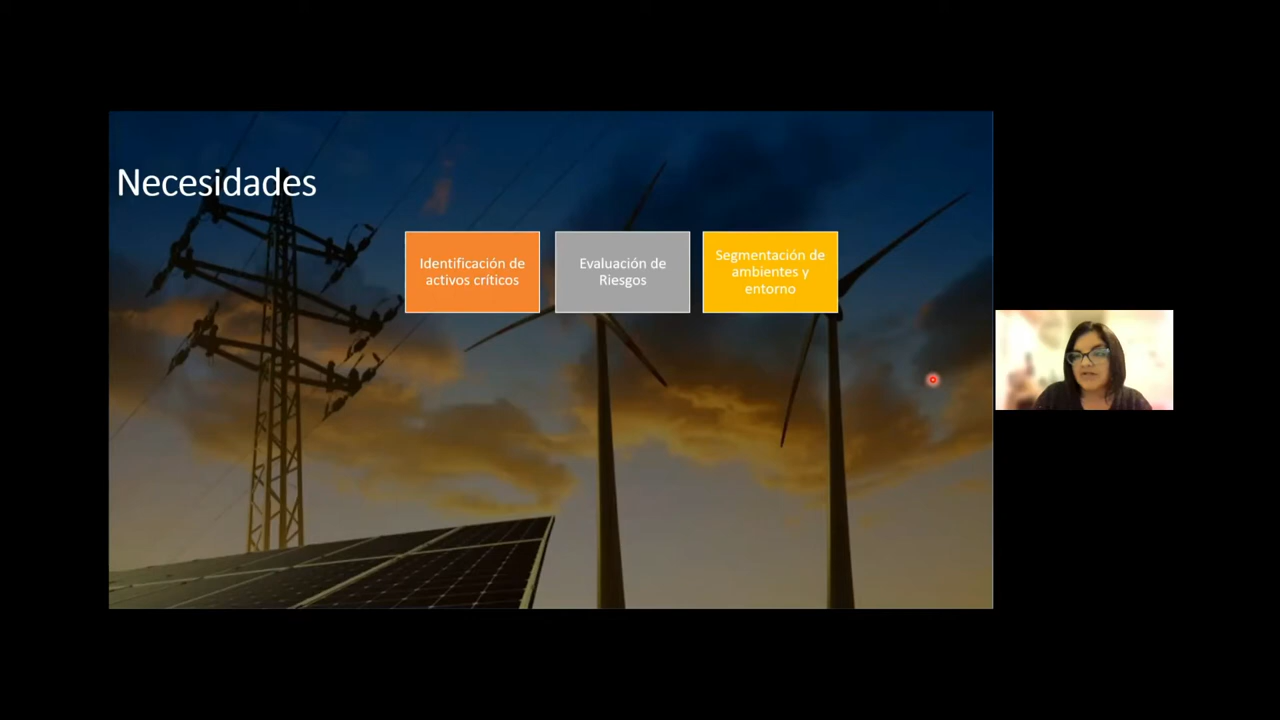 Necesidades
Identificación de
activos críticos
Evaluación de
Riesgos
Segmentación de
ambientes y
entorno